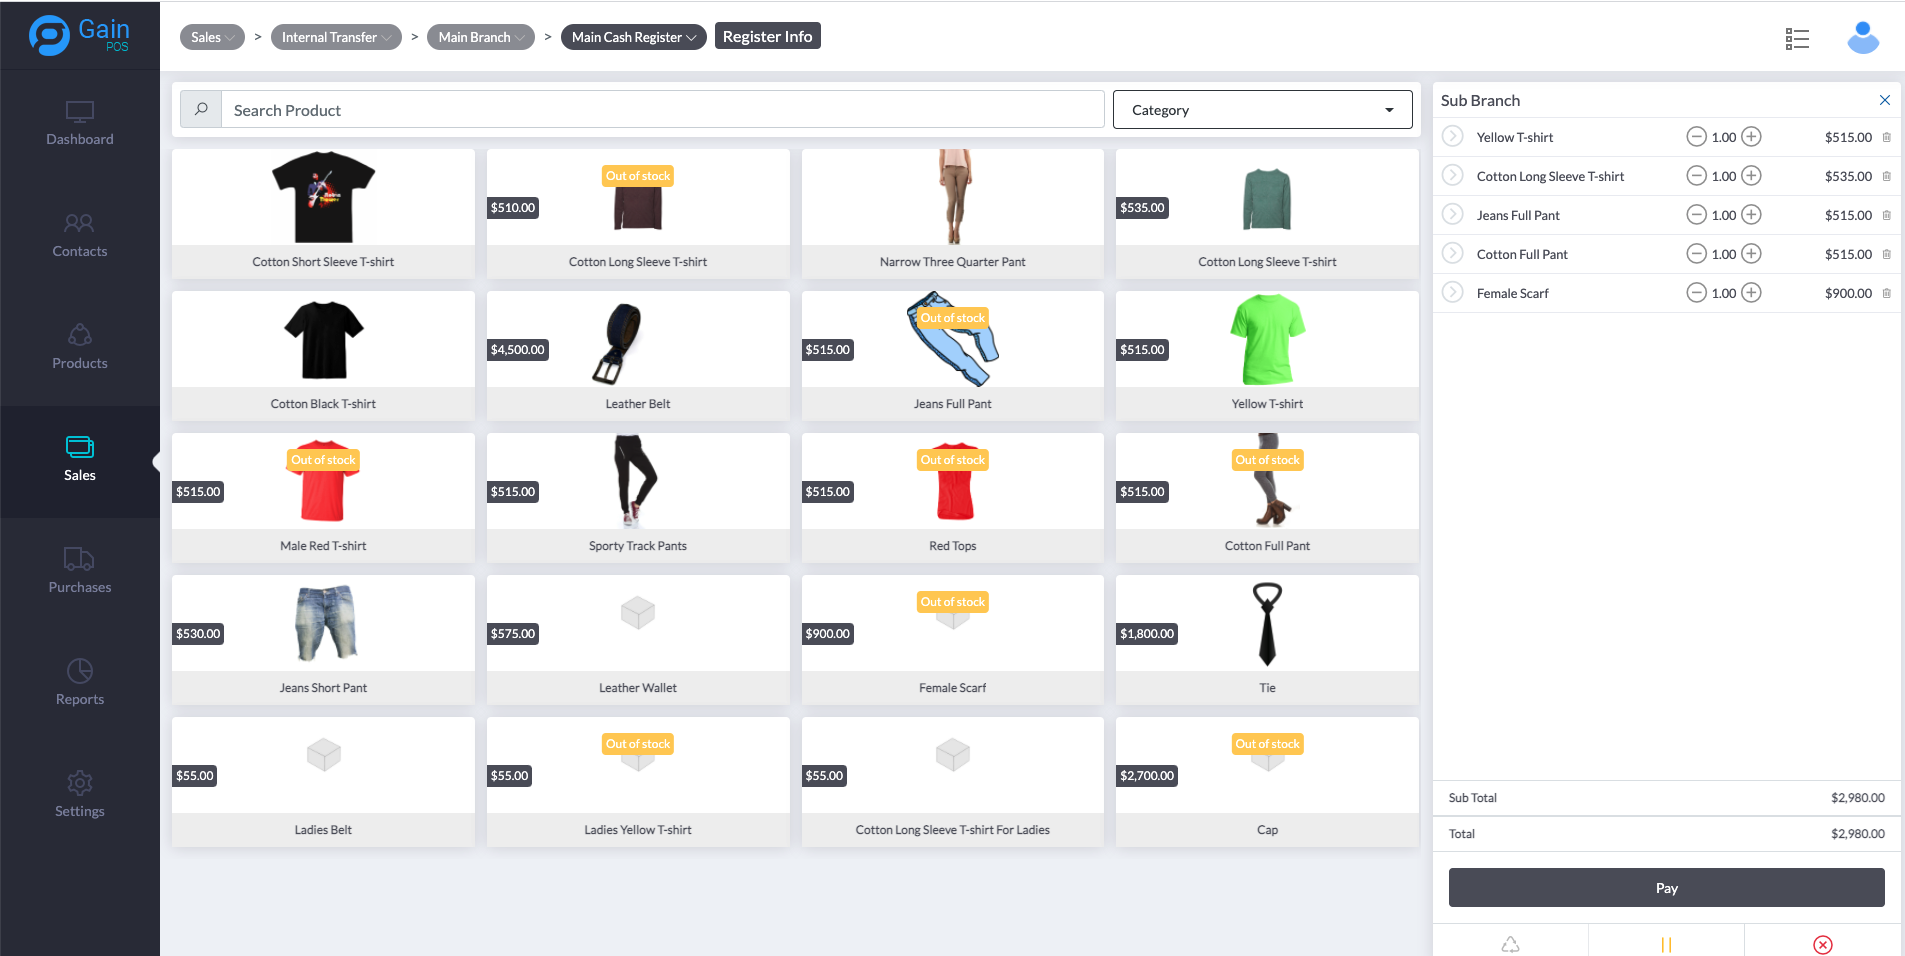 Gain
POS
Sales > Internal Transfer > Main Branch > Main Cash Register Register Info
Dashboard
Contacts
Products
Sales
Purchases
Reports
Settings
Search Product
Category
Cotton Short Sleeve T-shirt
Out of stock
$510.00
Cotton Long Sleeve T-shirt
Narrow Three Quarter Pant
$535.00
Cotton Long Sleeve T-shirt
Cotton Black T-shirt
$4,500.00
Leather Belt
Out of stock
$515.00
Jeans Full Pant
$515.00
Yellow T-shirt
Out of stock
$515.00
Male Red T-shirt
$515.00
Sporty Track Pants
Out of stock
$515.00
Red Tops
Out of stock
$515.00
Cotton Full Pant
$530.00
Jeans Short Pant
$575.00
Leather Wallet
Out of stock
$900.00
Female Scarf
$1,800.00
Tie
$55.00
Ladies Belt
Out of stock
$55.00
Ladies Yellow T-shirt
$55.00
Cotton Long Sleeve T-shirt For Ladies
Out of stock
$2,700.00
Cap
Sub Branch
Yellow T-shirt 1.00 $515.00
Cotton Long Sleeve T-shirt 1.00 $535.00
Jeans Full Pant 1.00 $515.00
Cotton Full Pant 1.00 $515.00
Female Scarf 1.00 $900.00
Sub Total $2,980.00
Total $2,980.00
Pay